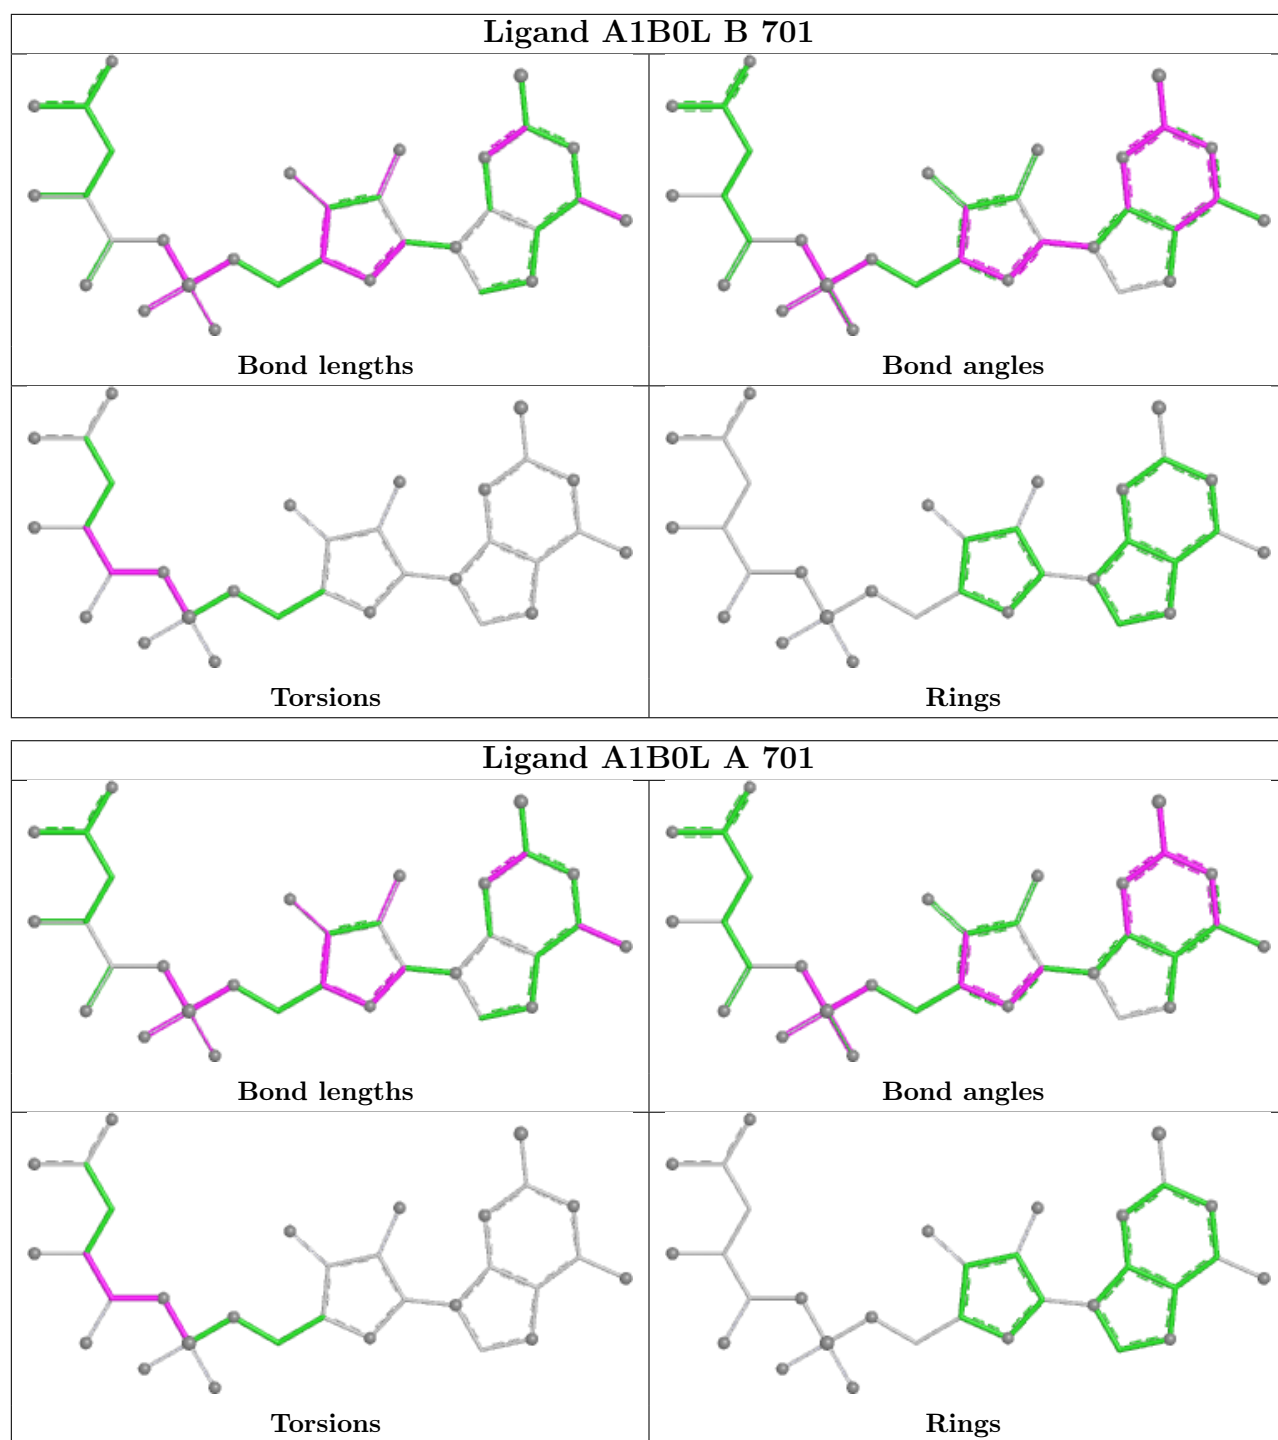 Ligand A1B0L B 701
Bond lengths
Bond angles
Torsions
Rings
Ligand A1B0L A 701
Bond lengths
Bond angles
Torsions
Rings